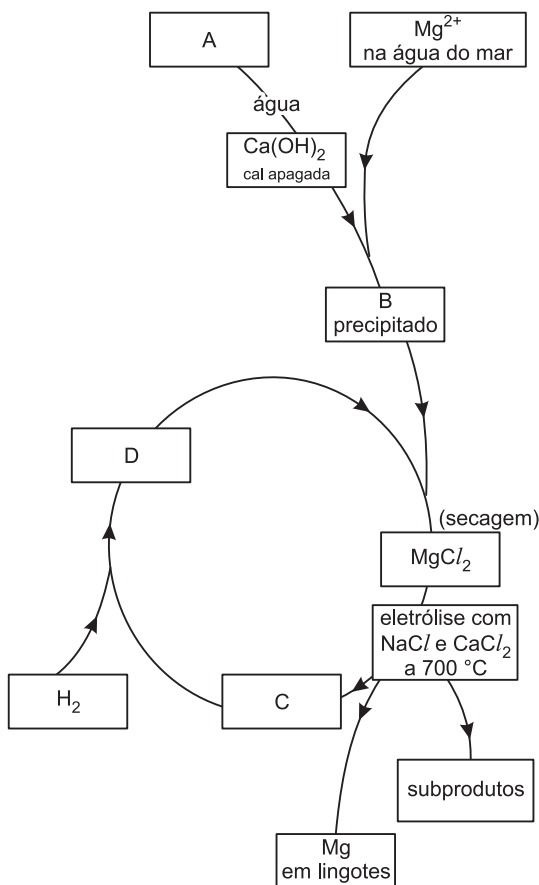 A
Mg²⁺
na água do mar
água
Ca(OH)₂
cal apagada
B
precipitado
D
(secagem)
MgCl₂
eletrólise com
NaCl e CaCl₂
a 700 °C
H₂
C
subprodutos
Mg
em lingotes